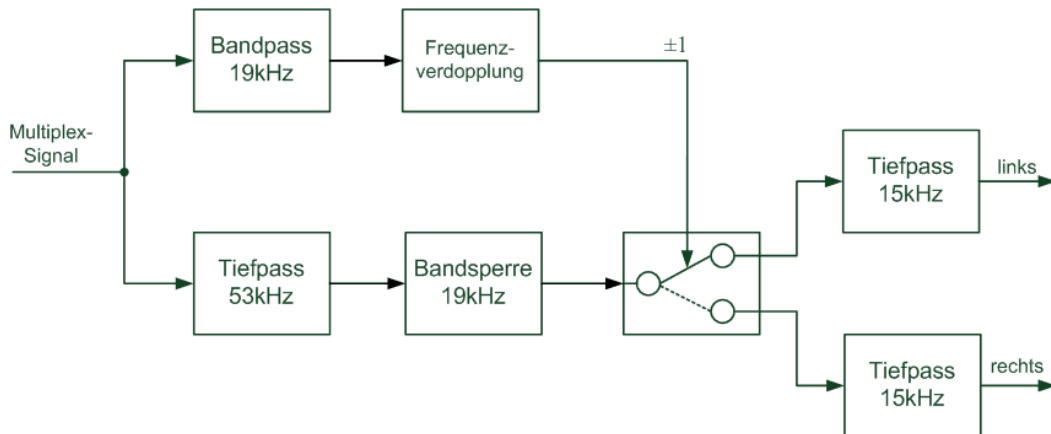 Bandpass
19kHz
Frequenz-
verdopplung
±1
Multiplex-
Signal
Tiefpass
15kHz
links
Tiefpass
53kHz
Bandsperre
19kHz
Tiefpass
15kHz
rechts